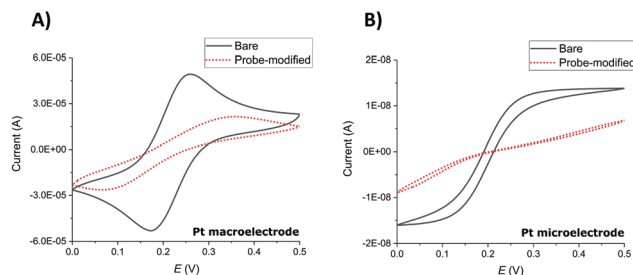 A)
Bare
Probe-modified
6.0E-05
3.0E-05
0.0E+00
-3.0E-05
-6.0E-05
Current (A)
Pt macroelectrode
0.0 0.1 0.2 0.3 0.4 0.5
E (V)
B)
Bare
Probe-modified
2E-08
1E-08
0E+00
-1E-08
-2E-08
Current (A)
Pt microelectrode
0.0 0.1 0.2 0.3 0.4 0.5
E (V)